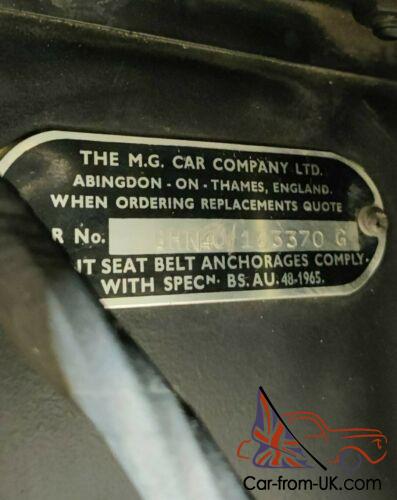 THE M.G. CAR COMPANY LTD.
ABINGDON - ON - THAMES, ENGLAND.
WHEN ORDERING REPLACEMENTS QUOTE
R No. G
IT SEAT BELT ANCHORAGES COMPLY
WITH SPECN. BS. AU. 48-1965.
Car-from-UK.com